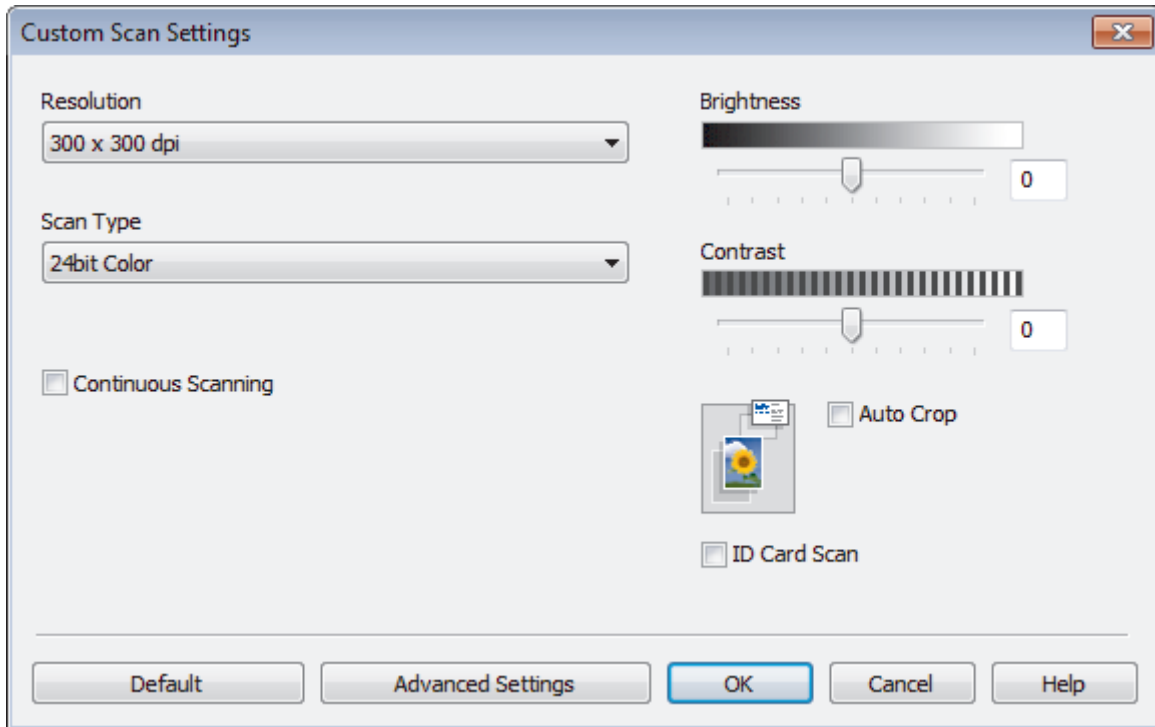 Custom Scan Settings
Resolution
300 x 300 dpi
Scan Type
24bit Color
Continuous Scanning
Brightness
0
Contrast
0
Auto Crop
ID Card Scan
Default
Advanced Settings
OK
Cancel
Help